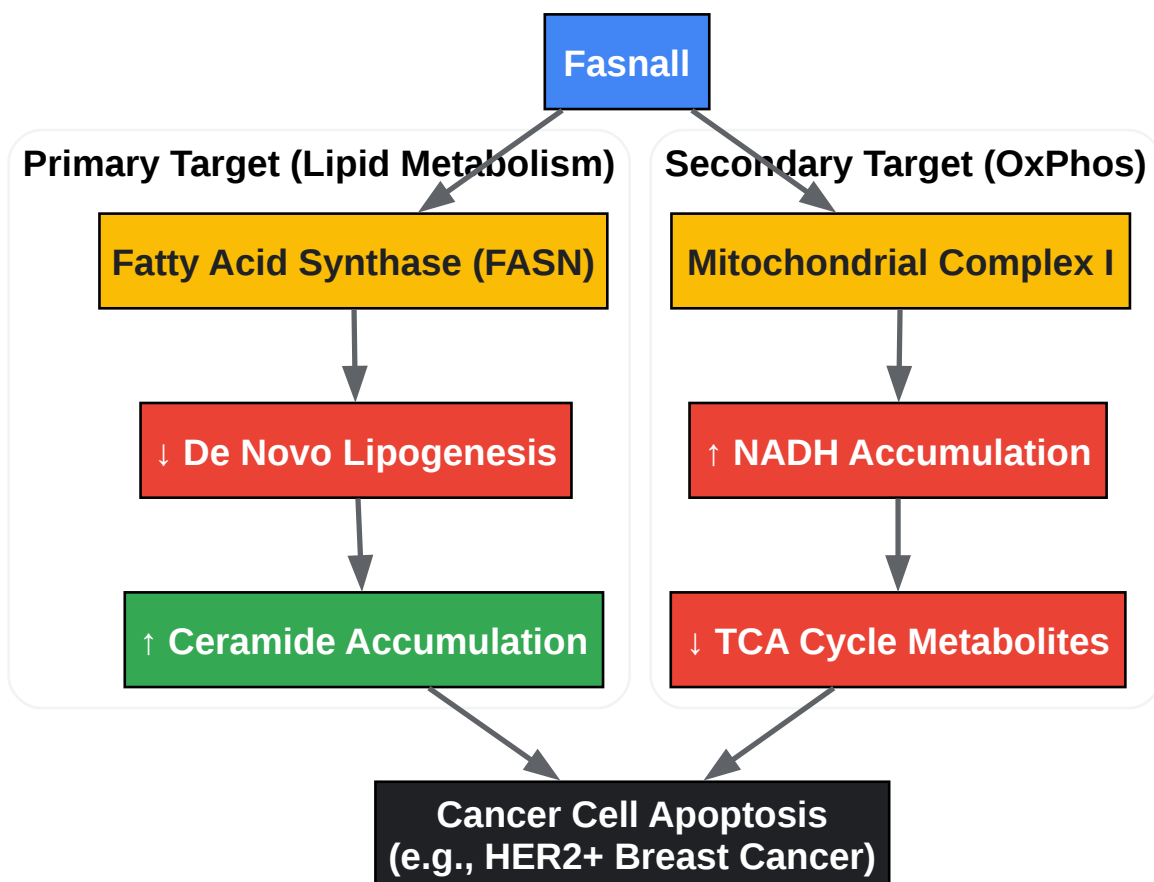 Fasnall
Primary Target (Lipid Metabolism)
Secondary Target (OxPhos)
Fatty Acid Synthase (FASN)
Mitochondrial Complex I
↓ De Novo Lipogenesis
↑ NADH Accumulation
↑ Ceramide Accumulation
↓ TCA Cycle Metabolites
Cancer Cell Apoptosis
(e.g., HER2+ Breast Cancer)